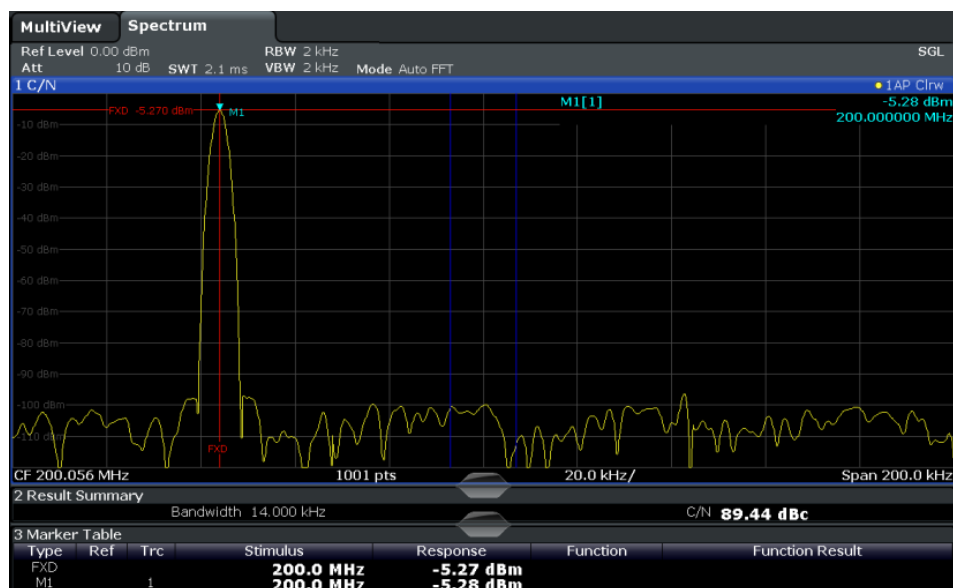 MultiView Spectrum
Ref Level 0.00 dBm RBW 2 kHz SGL
Att 10 dB SWT 2.1 ms VBW 2 kHz Mode Auto FFT
1 C/N 1AP Clrw
FXD -5.270 dBm M1 M1[1] -5.28 dBm
200.000000 MHz
-10 dBm
-20 dBm
-30 dBm
-40 dBm
-50 dBm
-60 dBm
-70 dBm
-80 dBm
-90 dBm
-100 dBm
-110 dBm
FXD
CF 200.056 MHz 1001 pts 20.0 kHz/ Span 200.0 kHz
2 Result Summary
Bandwidth 14.000 kHz C/N 89.44 dBc
3 Marker Table
Type Ref Trc Stimulus Response Function Function Result
FXD 200.0 MHz -5.27 dBm
M1 1 200.0 MHz -5.28 dBm